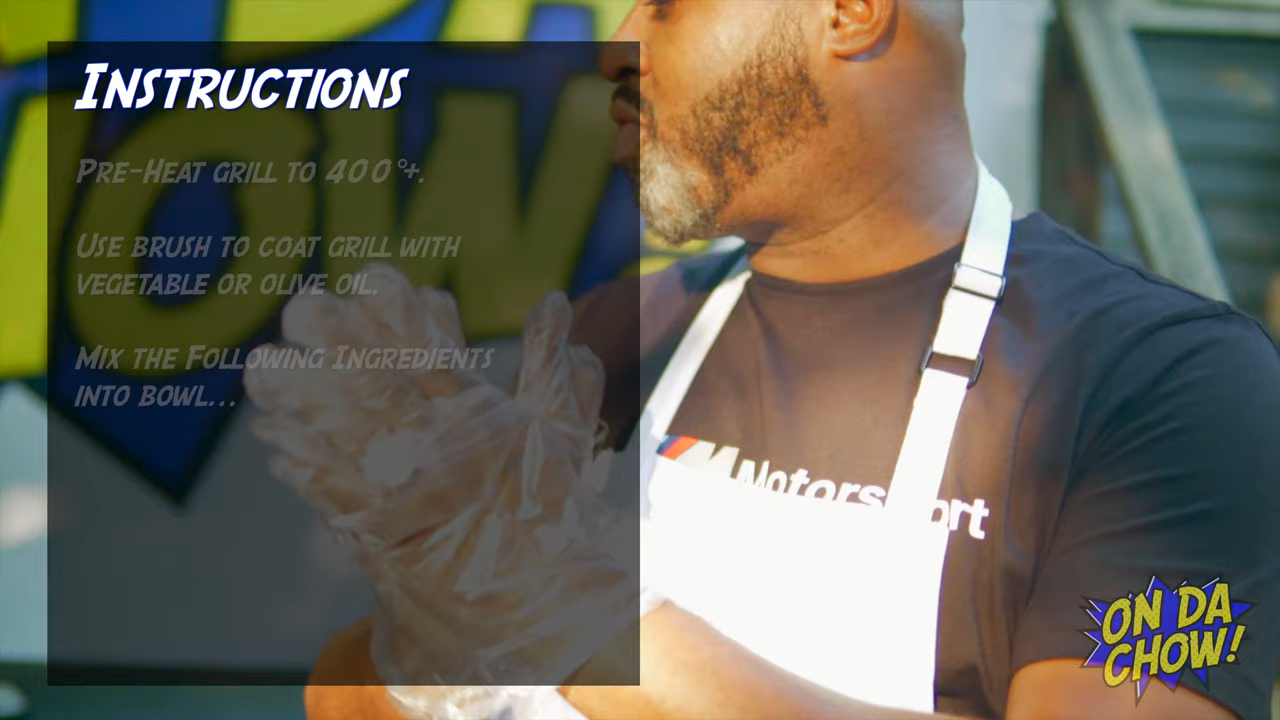 Instructions
Pre-Heat grill to 400°+.
Use brush to coat grill with
vegetable or olive oil.
Mix the Following Ingredients
into bowl...
M Motorsport
ON DA
CHOW!